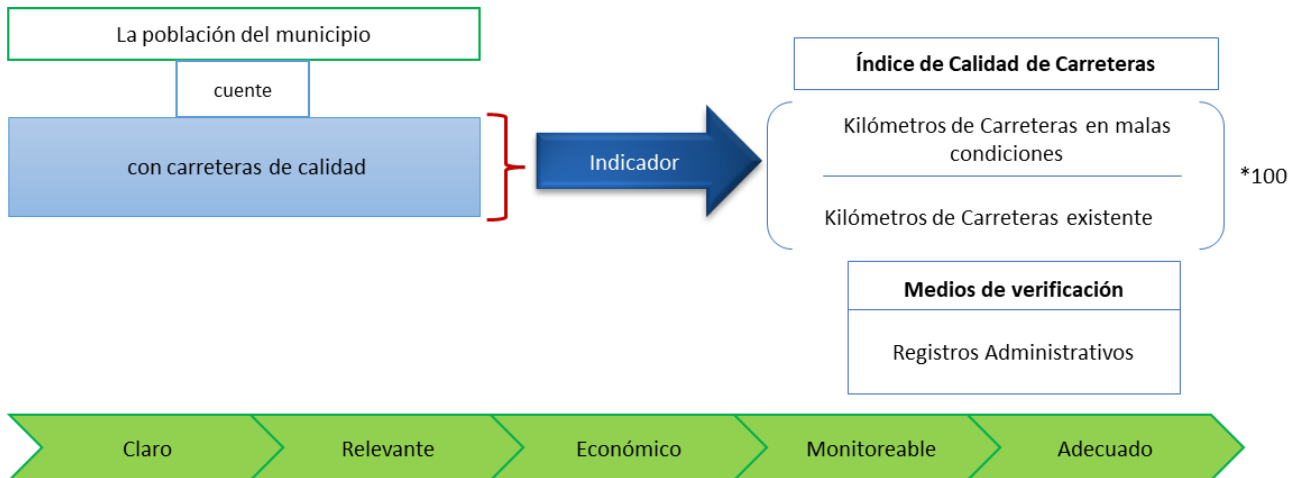 La población del municipio
cuente
con carreteras de calidad
Indicador
Índice de Calidad de Carreteras
Kilómetros de Carreteras en malas
condiciones
Kilómetros de Carreteras existente
*100
Medios de verificación
Registros Administrativos
Claro
Relevante
Económico
Monitoreable
Adecuado